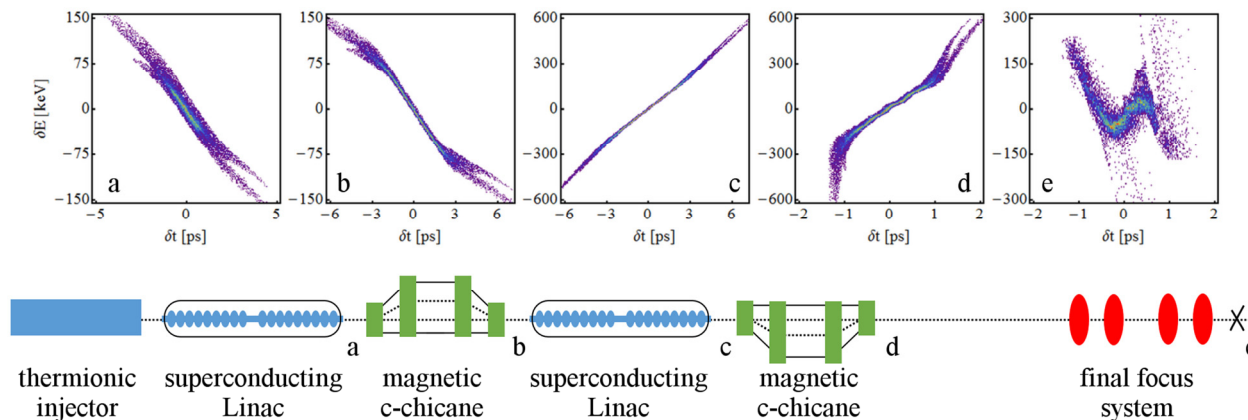 150
75
0
−75
−150
δE [keV]
a
−5
0
5
δt [ps]
150
75
0
−75
−150
b
−6
−3
0
3
6
δt [ps]
600
300
0
−300
−600
c
−6
−3
0
3
6
δt [ps]
600
300
0
−300
−600
d
−2
−1
0
1
2
δt [ps]
300
150
0
−150
−300
e
−2
−1
0
1
2
δt [ps]
a
b
c
d
thermionic
injector
superconducting
Linac
magnetic
c-chicane
superconducting
Linac
magnetic
c-chicane
final focus
system